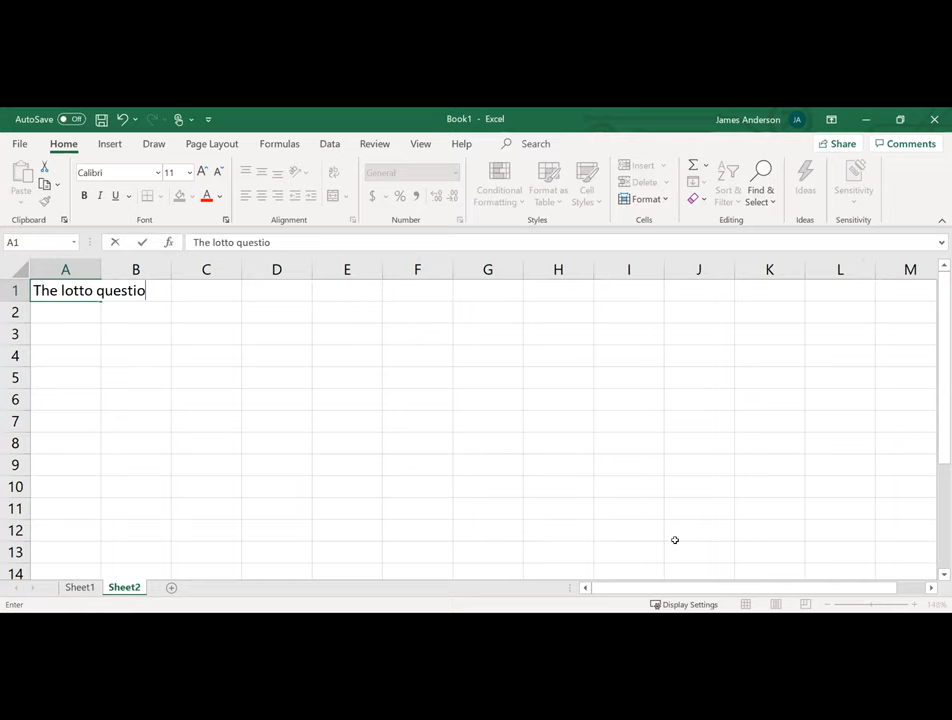 AutoSave Off Book1 - Excel James Anderson JA
File Home Insert Draw Page Layout Formulas Data Review View Help Search Share Comments
Calibri 11 General Insert Σ
Paste B I U A $ % Delete Conditional Formatting Format as Table Cell Styles Format Sort & Filter Find & Select Ideas Sensitivity
Clipboard Font Alignment Number Styles Cells Editing Ideas Sensitivity
A1 fx The lotto questio
A B C D E F G H I J K L M
1 The lotto questio
2
3
4
5
6
7
8
9
10
11
12
13
14
Sheet1 Sheet2
Enter Display Settings 148%